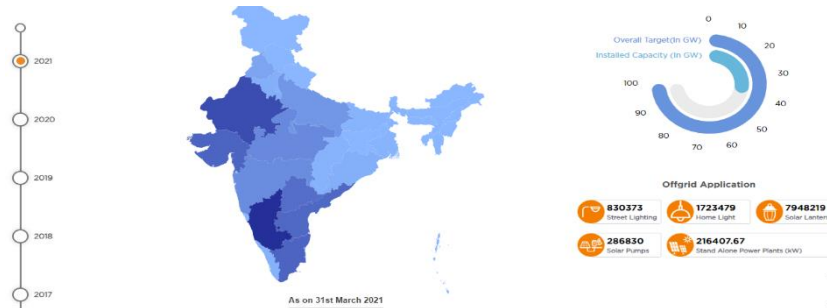 2021
2020
2019
2018
2017
As on 31st March 2021
Overall Target(In GW)
Installed Capacity (In GW)
0
10
20
30
40
50
60
70
80
90
100
Offgrid Application
830373
Street Lighting
1723479
Home Light
7948219
Solar Lantern
286830
Solar Pumps
216407.67
Stand Alone Power Plants (kW)